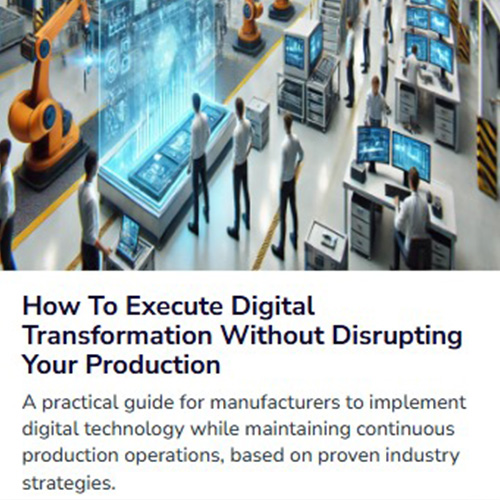 How To Execute Digital
Transformation Without Disrupting
Your Production
A practical guide for manufacturers to implement
digital technology while maintaining continuous
production operations, based on proven industry
strategies.